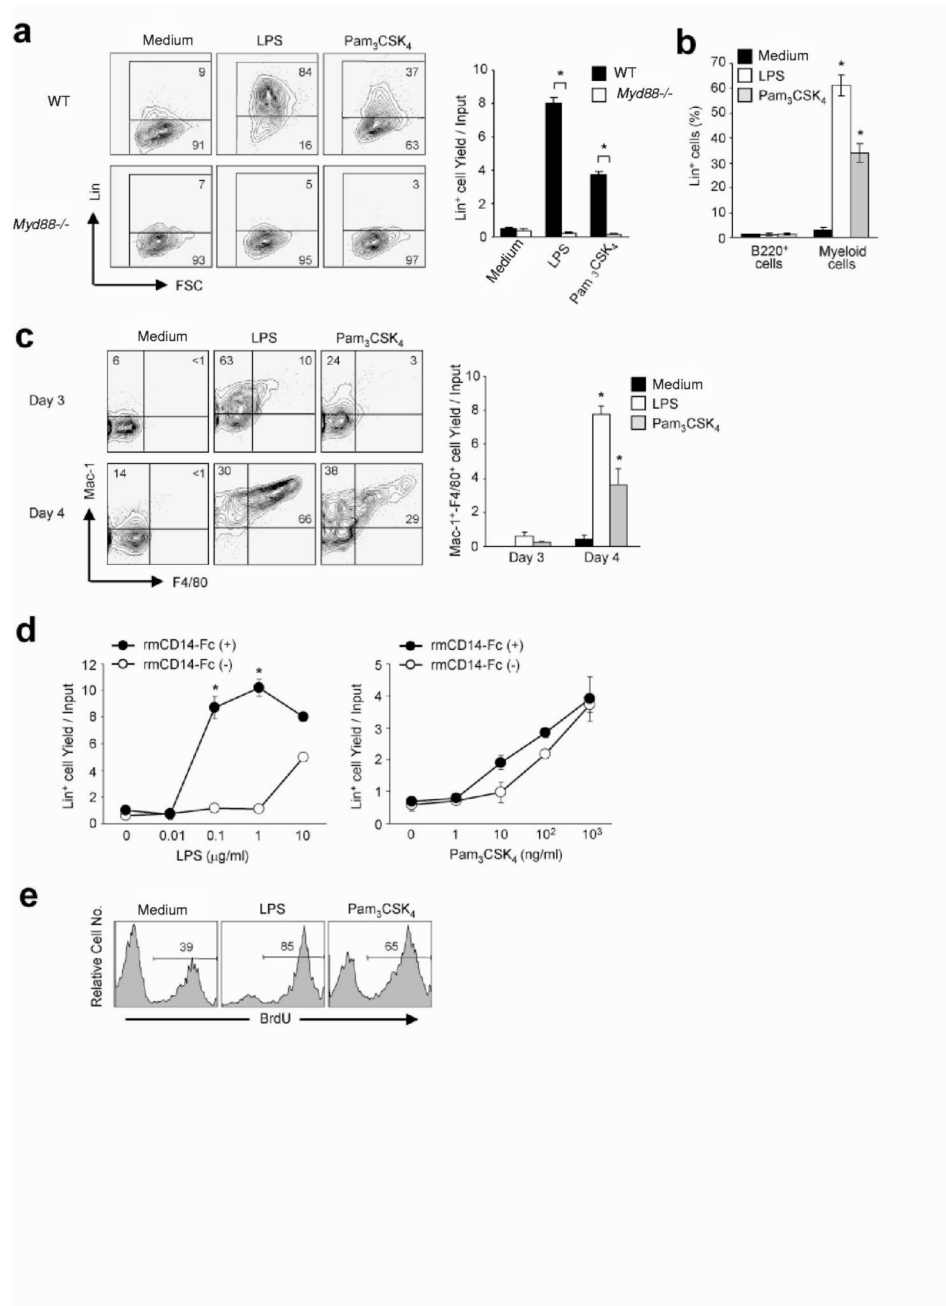 a
Medium
LPS
Pam3CSK4
WT
9
91
84
16
37
63
Myd88-/-
7
93
5
95
3
97
Lin
FSC
Lin+ cell Yield / Input
10
8
6
4
2
0
WT
Myd88-/-
*
*
Medium
LPS
Pam3CSK4
b
Medium
LPS
Pam3CSK4
Lin+ cells (%)
70
60
50
40
30
20
10
0
*
*
B220+
cells
Myeloid
cells
c
Medium
LPS
Pam3CSK4
Day 3
6
<1
63
10
24
3
Day 4
14
<1
30
66
38
29
Mac-1
F4/80
Mac-1+-F4/80+ cell Yield / Input
10
8
6
4
2
0
Medium
LPS
Pam3CSK4
*
*
Day 3
Day 4
d
rmCD14-Fc (+)
rmCD14-Fc (-)
Lin+ cell Yield / Input
12
10
8
6
4
2
0
*
*
0
0.01
0.1
1
10
LPS (μg/ml)
rmCD14-Fc (+)
rmCD14-Fc (-)
Lin+ cell Yield / Input
5
4
3
2
1
0
0
1
10
10²
10³
Pam3CSK4 (ng/ml)
e
Medium
LPS
Pam3CSK4
Relative Cell No.
39
85
65
BrdU